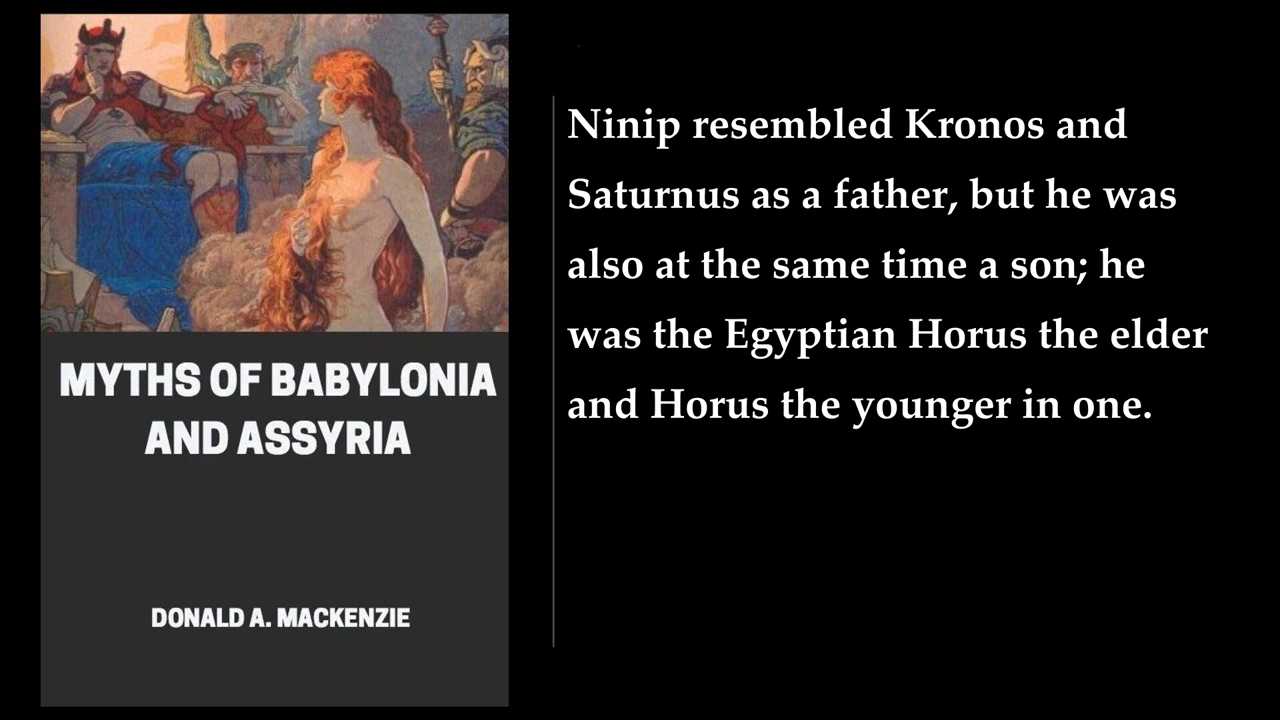 MYTHS OF BABYLONIA
AND ASSYRIA
DONALD A. MACKENZIE
Ninip resembled Kronos and
Saturnus as a father, but he was
also at the same time a son; he
was the Egyptian Horus the elder
and Horus the younger in one.